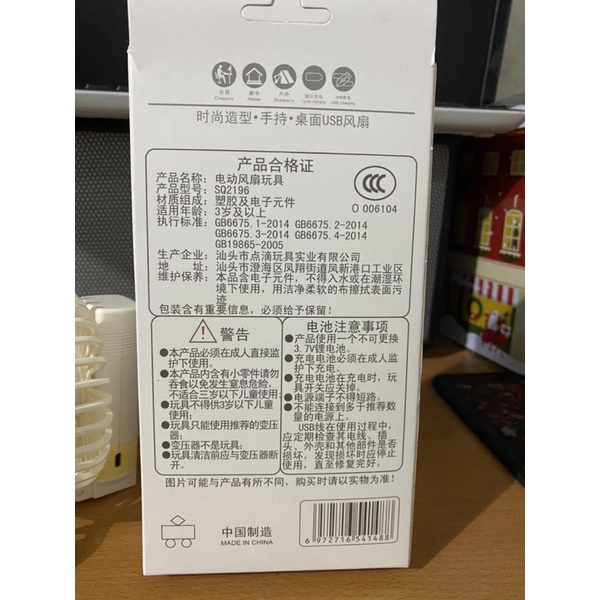 公司
Company
家中
Home
户外
Outdoors
循环充电
Cycle charging
USB充电
USB charging
时尚造型·手持·桌面USB风扇
产品合格证
产品名称: 电动风扇玩具
产品型号: SQ2196
材质组成: 塑胶及电子元件
适用年龄: 3岁及以上
执行标准: GB6675.1-2014 GB6675.2-2014
GB6675.3-2014 GB6675.4-2014
GB19865-2005
CCC
O 006104
生产企业: 汕头市点滴玩具实业有限公司
地址: 汕头市澄海区凤翔街道凤新港口工业区
维护保养: 本品含电子元件, 不得入水或在潮湿
环境下使用, 用洁净柔软的布擦拭表面污
迹
包装含有重要信息, 必须给予保留!
警告
●本产品必须在成人直接监
护下使用。
●本产品内含有小零件请勿
吞食以免发生窒息危险,
不适合三岁以下儿童使用;
●玩具不得供3岁以下儿童
使用;
●玩具只能使用推荐的变压
器;
●变压器不是玩具;
●玩具清洁前应与变压器断
开。
电池注意事项
●产品使用一个不可更换
3.7V锂电池。
●充电电池必须在成人监
护下充电。
●充电电池在充电时, 玩
具开关应关掉。
●电源端子不得短路。
●不能连接到多于推荐数
量的电源上。
USB线在使用过程中,
应定期检查其电线、插
头、外壳和其他部件是否
损坏, 发现损坏时应停止
使用, 直至修复完好。
图片可能与产品有所不同, 购买时请以实物为准!
中国制造
MADE IN CHINA
6 972716 541488